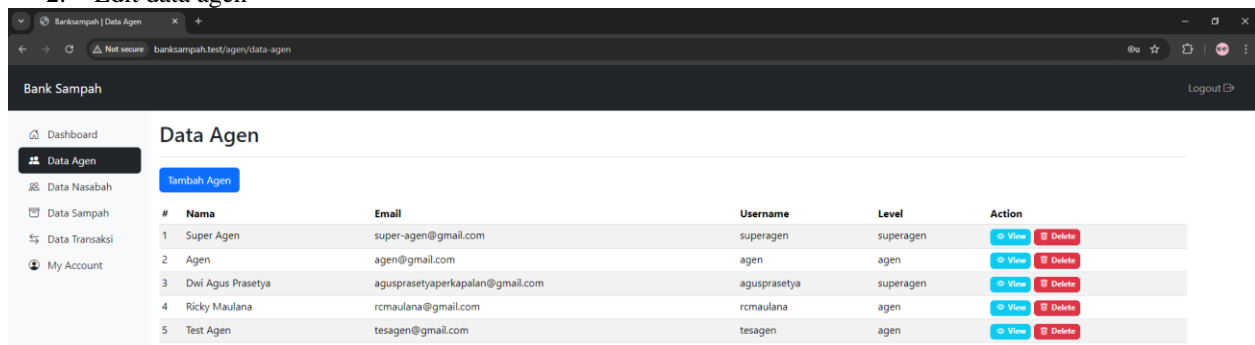 2. Edit data agen
Banksampah | Data Agen
Not secure banksampah.test/agen/data-agen
Bank Sampah
Logout
Dashboard
Data Agen
Data Nasabah
Data Sampah
Data Transaksi
My Account
Data Agen
Tambah Agen
# Nama Email Username Level Action
1 Super Agen super-agen@gmail.com superagen superagen View Delete
2 Agen agen@gmail.com agen agen View Delete
3 Dwi Agus Prasetya agusprasetyaperkapalan@gmail.com agusprasetya superagen View Delete
4 Ricky Maulana rcmaulana@gmail.com rcmaulana agen View Delete
5 Test Agen tesagen@gmail.com tesagen agen View Delete